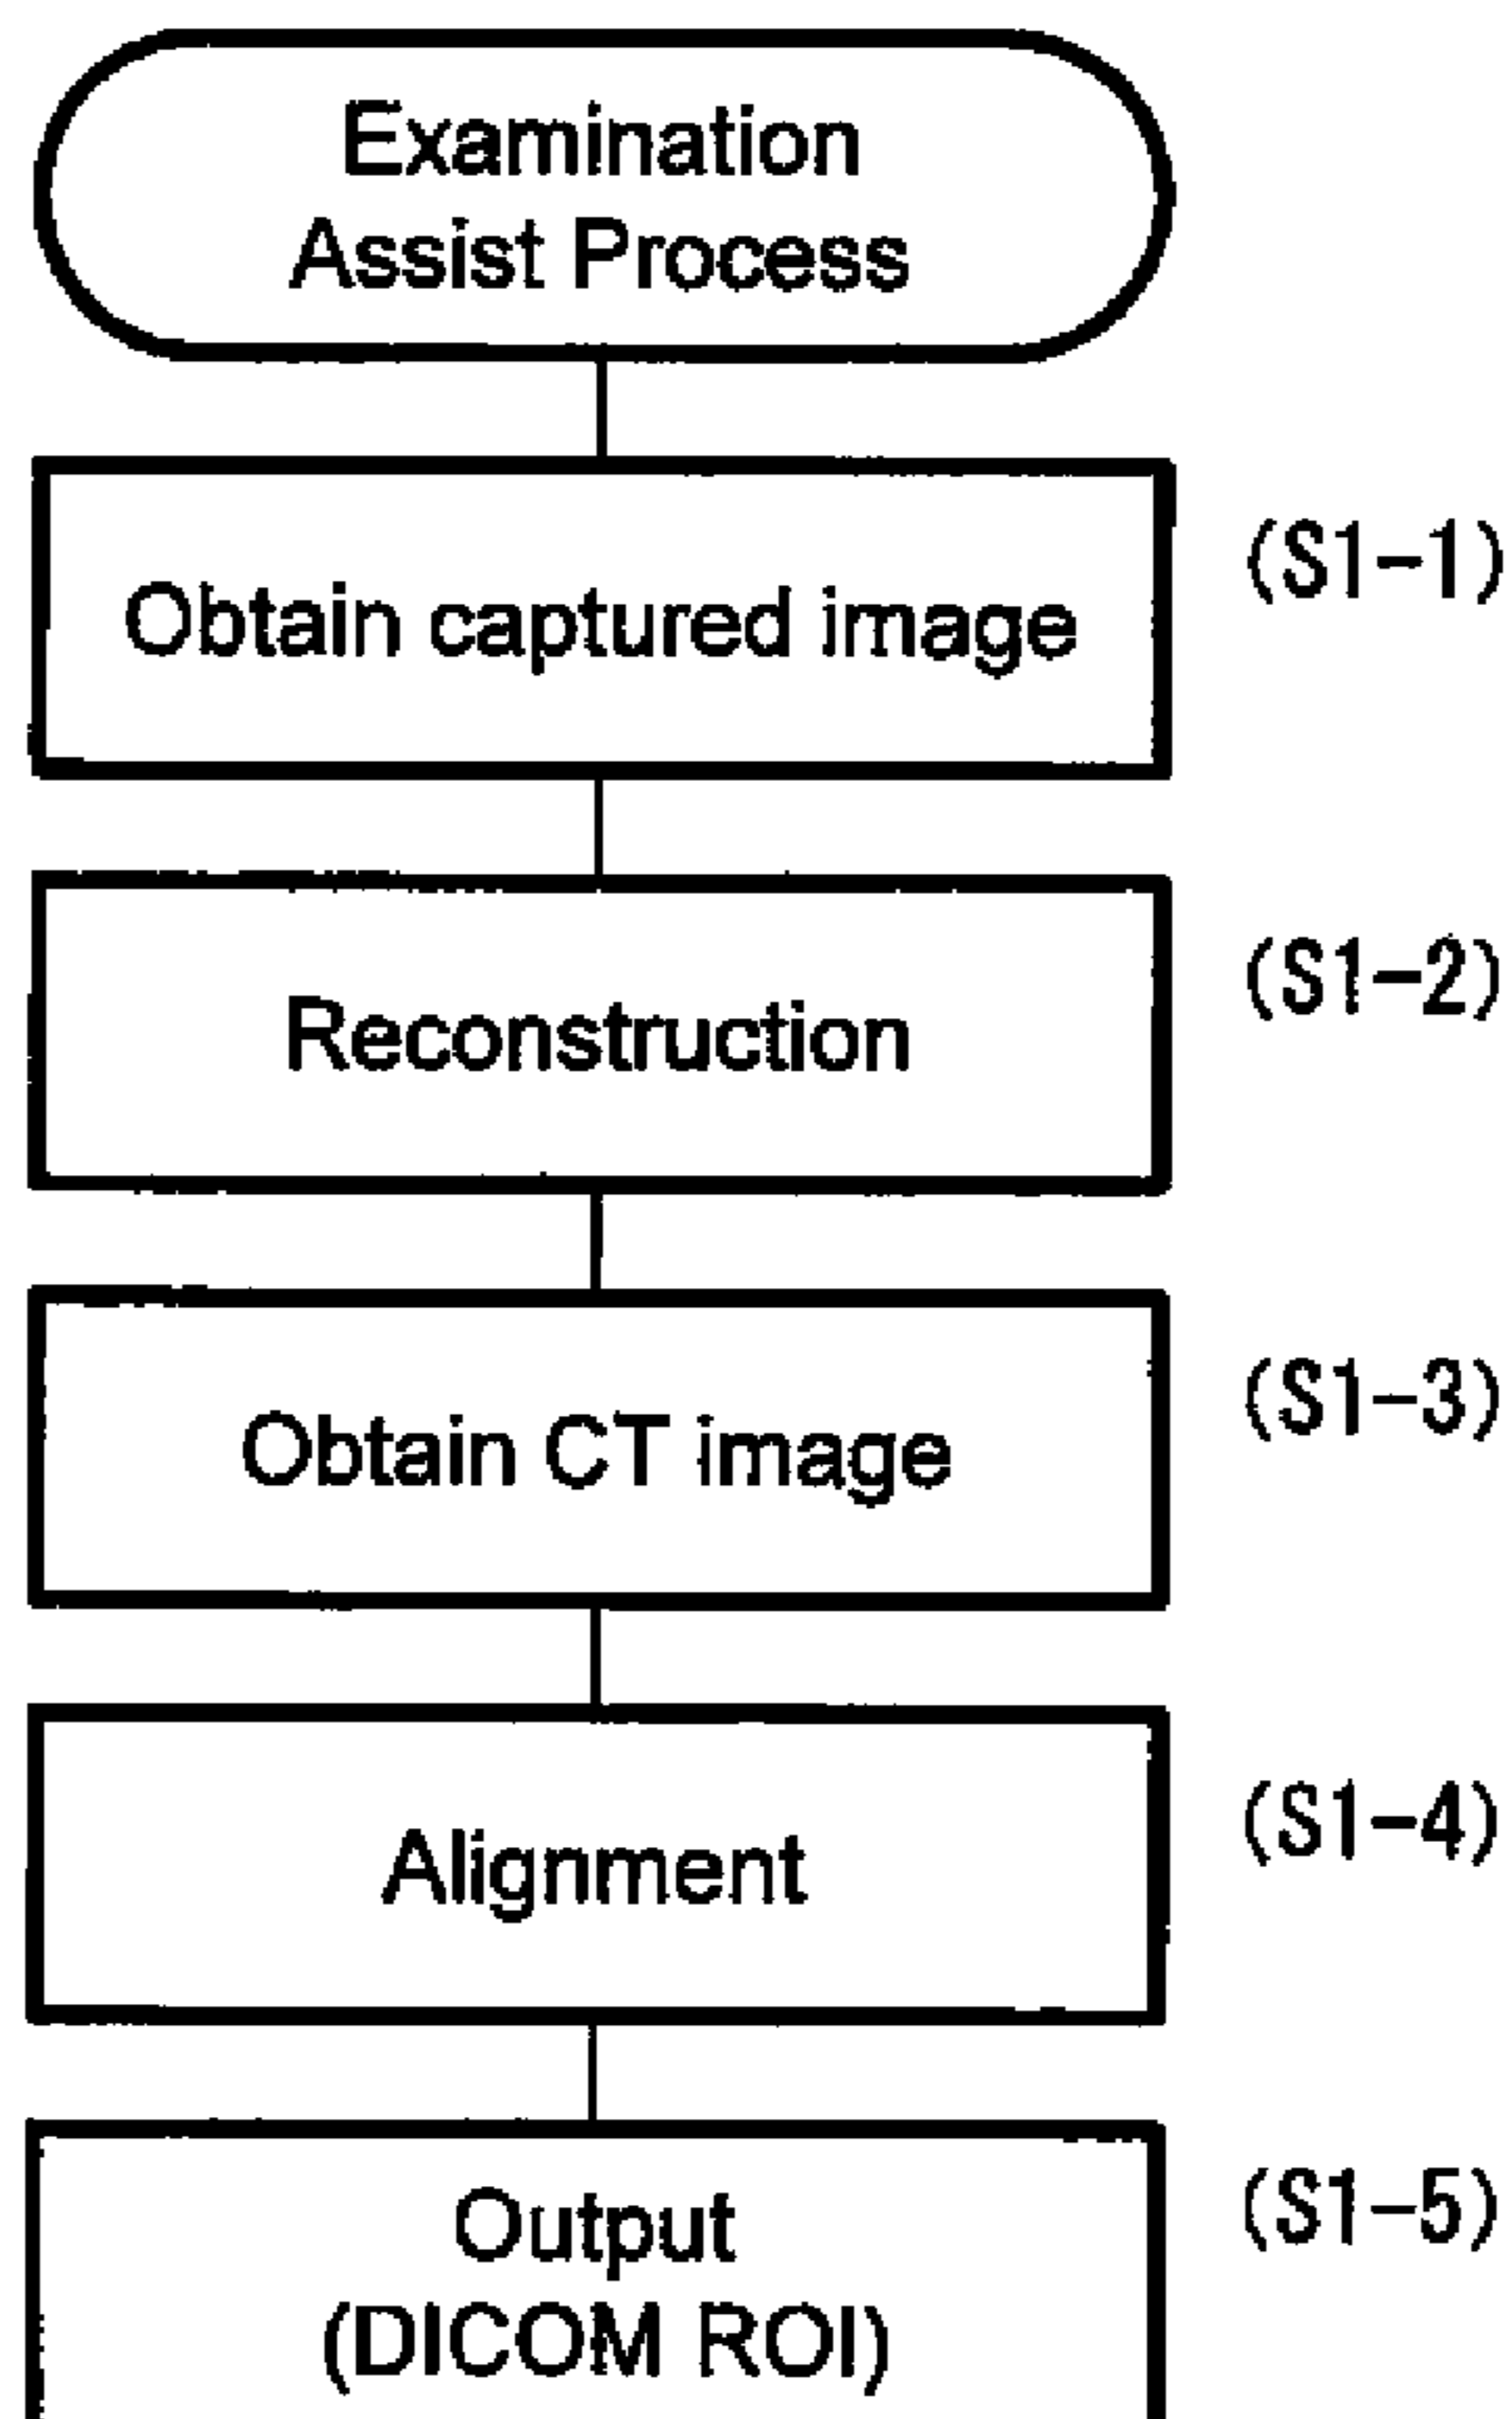 Examination
Assist Process
Obtain captured image
(S1-1)
Reconstruction
(S1-2)
Obtain CT image
(S1-3)
Alignment
(S1-4)
Output
(DICOM ROI)
(S1-5)